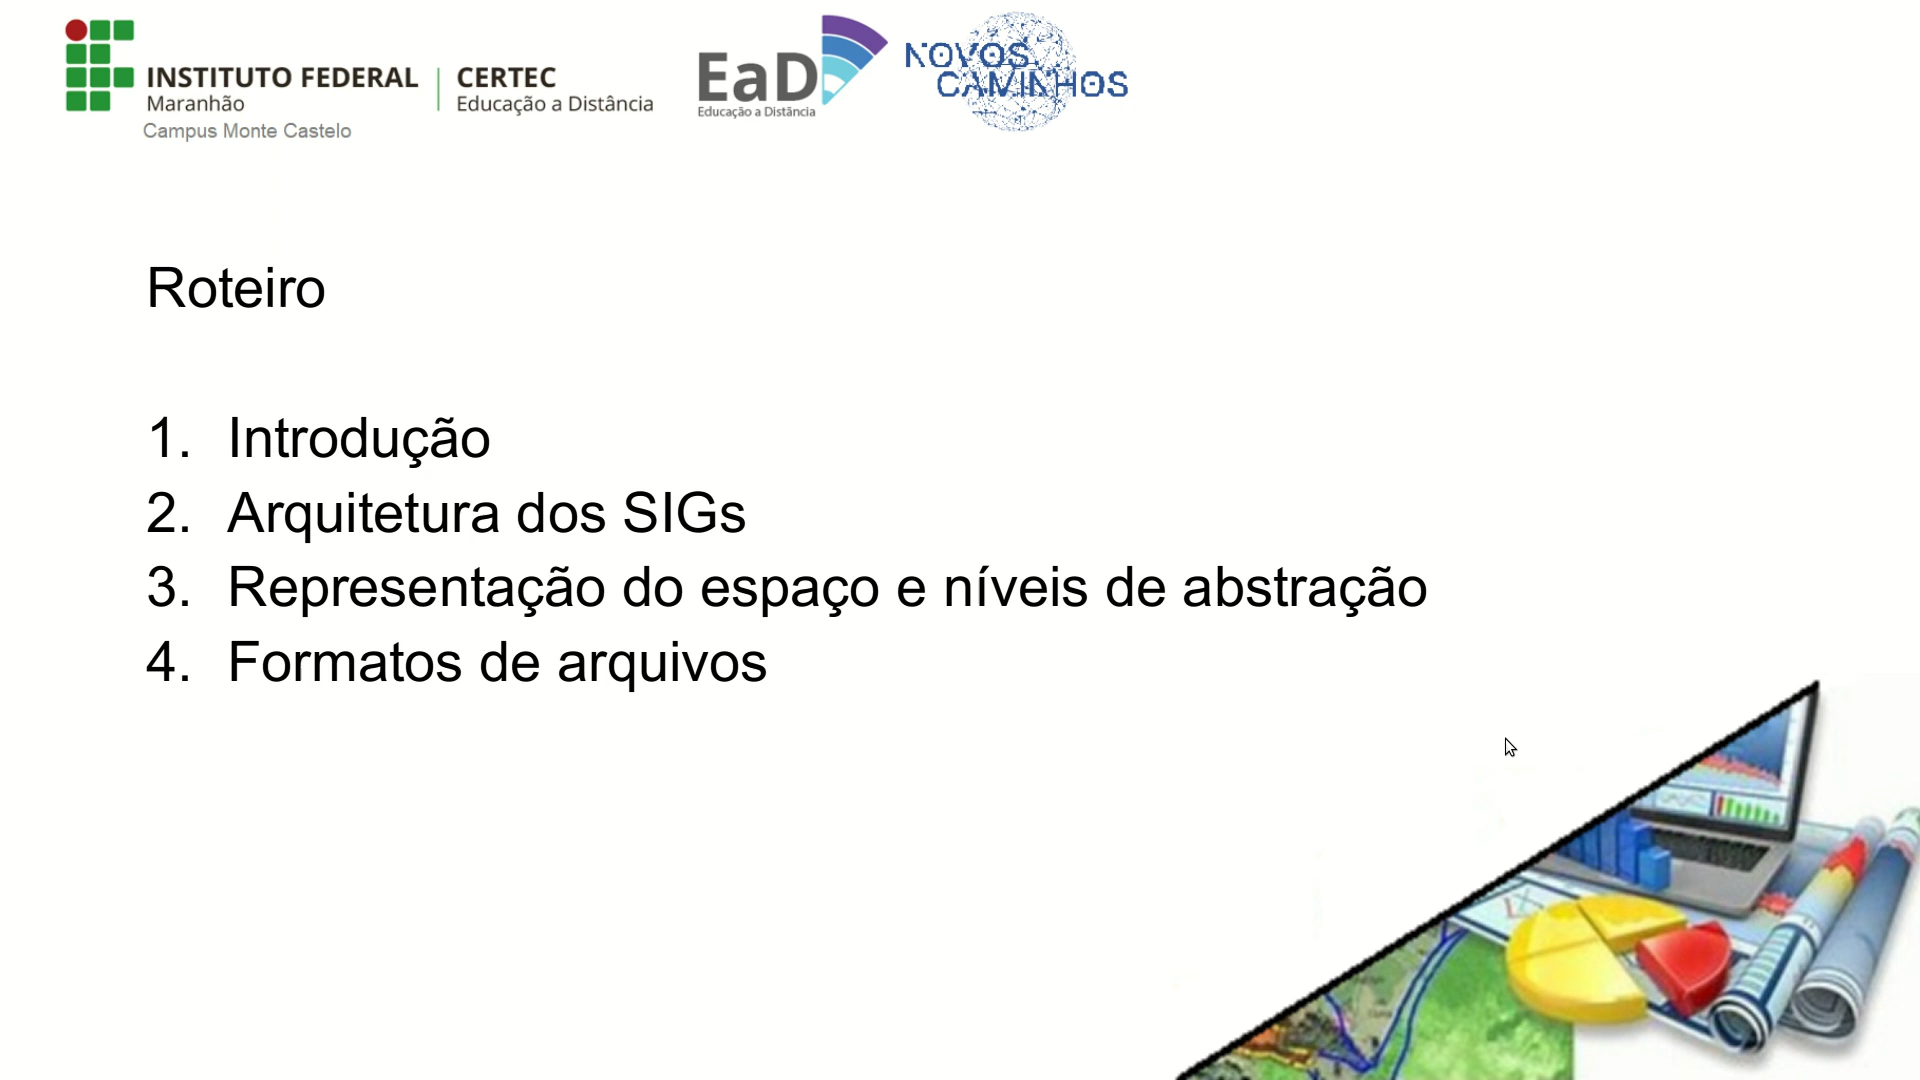 INSTITUTO FEDERAL
Maranhão
Campus Monte Castelo
CERTEC
Educação a Distância
EaD
Educação a Distância
NOVOS
CAMINHOS
Roteiro
1. Introdução
2. Arquitetura dos SIGs
3. Representação do espaço e níveis de abstração
4. Formatos de arquivos